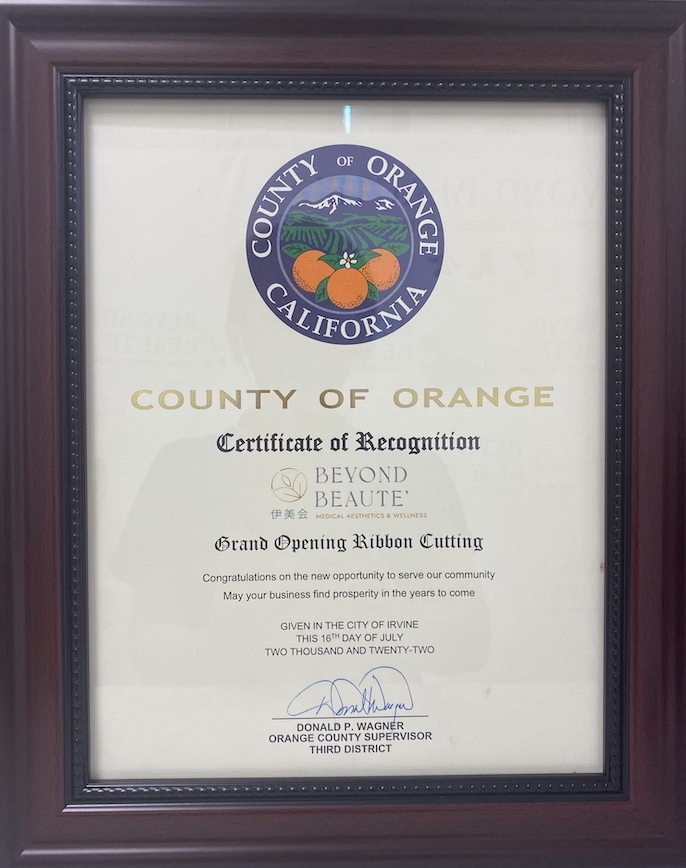 COUNTY OF ORANGE
CALIFORNIA
COUNTY OF ORANGE
Certificate of Recognition
BEYOND
BEAUTE'
伊美会 MEDICAL AESTHETICS & WELLNESS
Grand Opening Ribbon Cutting
Congratulations on the new opportunity to serve our community
May your business find prosperity in the years to come
GIVEN IN THE CITY OF IRVINE
THIS 16TH DAY OF JULY
TWO THOUSAND AND TWENTY-TWO
DONALD P. WAGNER
ORANGE COUNTY SUPERVISOR
THIRD DISTRICT